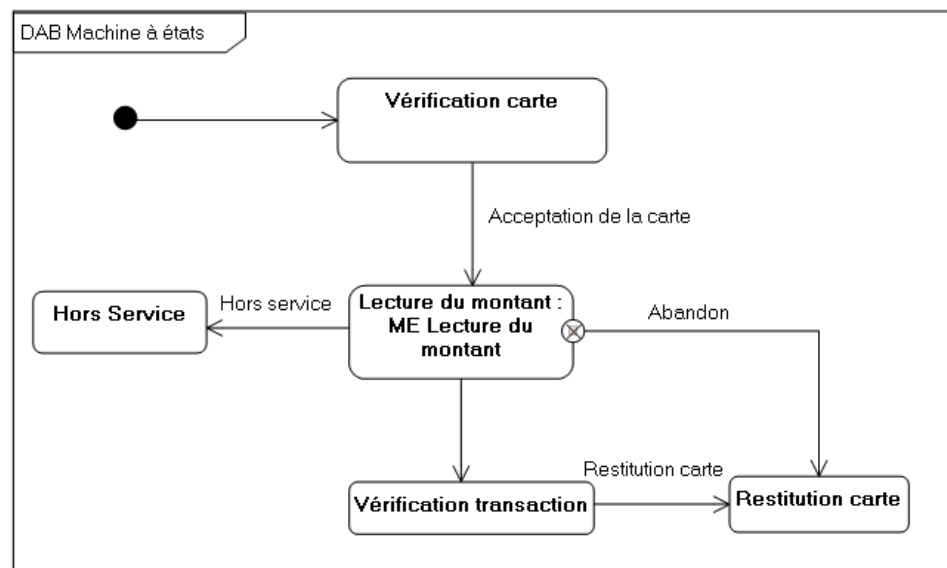 DAB Machine à états
Vérification carte
Acceptation de la carte
Hors Service
Hors service
Lecture du montant :
ME Lecture du
montant
Abandon
Vérification transaction
Restitution carte
Restitution carte